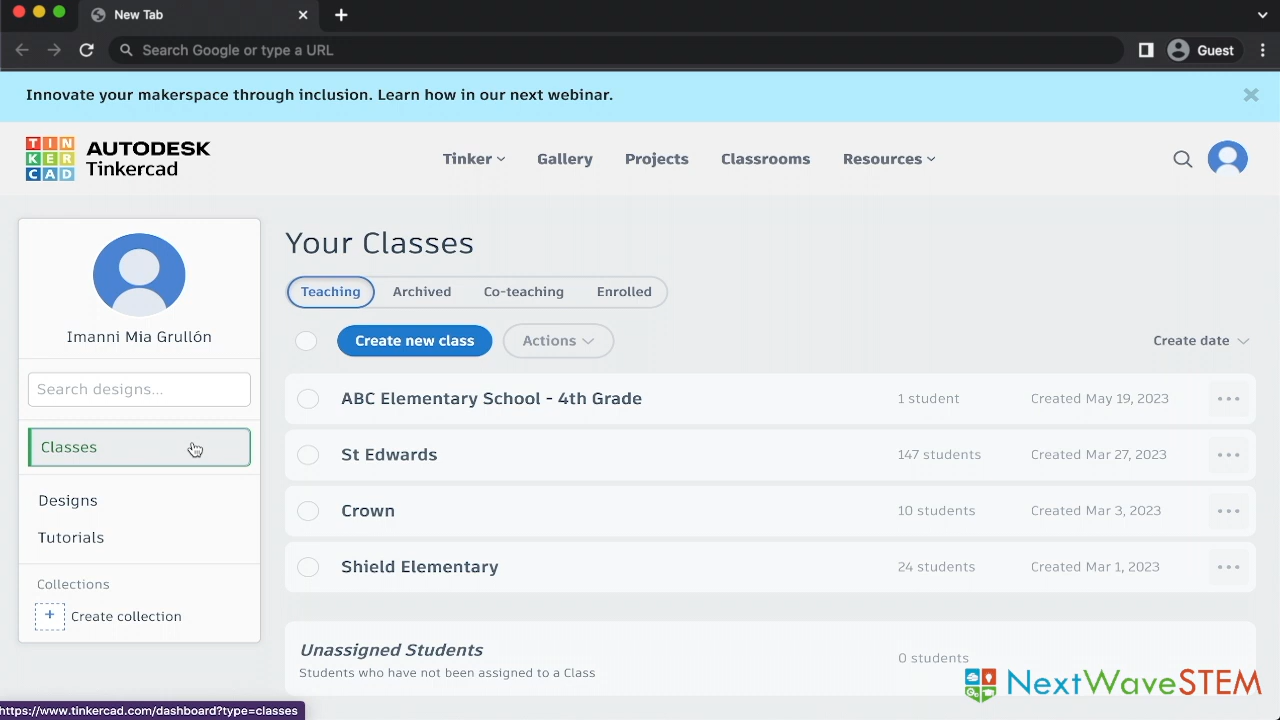 New Tab
Search Google or type a URL
Guest
Innovate your makerspace through inclusion. Learn how in our next webinar.
TIN
KER
CAD
AUTODESK
Tinkercad
Tinker
Gallery
Projects
Classrooms
Resources
Imanni Mia Grullón
Search designs...
Classes
Designs
Tutorials
Collections
+ Create collection
Your Classes
Teaching
Archived
Co-teaching
Enrolled
Create new class
Actions
Create date
ABC Elementary School - 4th Grade
1 student
Created May 19, 2023
St Edwards
147 students
Created Mar 27, 2023
Crown
10 students
Created Mar 3, 2023
Shield Elementary
24 students
Created Mar 1, 2023
Unassigned Students
Students who have not been assigned to a Class
0 students
NextWaveSTEM
https://www.tinkercad.com/dashboard?type=classes